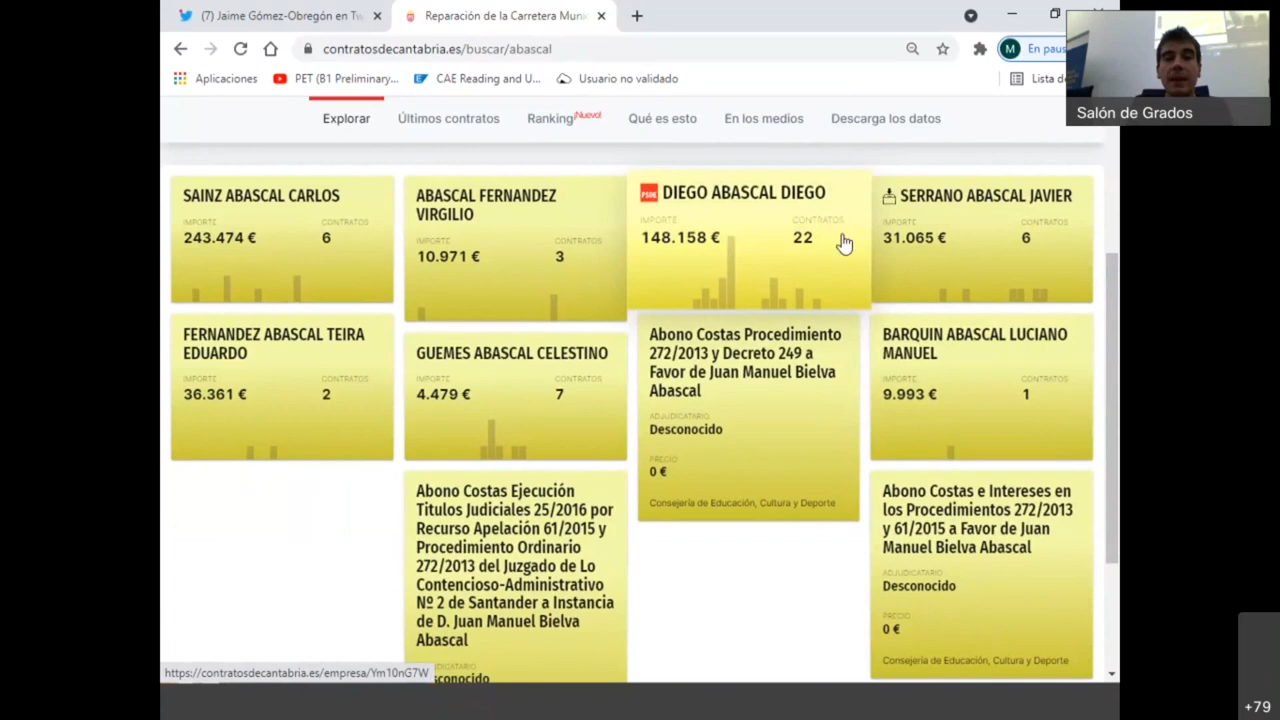 (7) Jaime Gómez-Obregón en Tw
Reparación de la Carretera Muni
contratosdecantabria.es/buscar/abascal
M
En paus
Aplicaciones
PET (B1 Preliminary...
CAE Reading and U...
Usuario no validado
Lista de
Salón de Grados
Explorar
Últimos contratos
Ranking ¡Nuevo!
Qué es esto
En los medios
Descarga los datos
SAINZ ABASCAL CARLOS
IMPORTE
CONTRATOS
243.474 €
6
ABASCAL FERNANDEZ
VIRGILIO
IMPORTE
CONTRATOS
10.971 €
3
PSOE
DIEGO ABASCAL DIEGO
IMPORTE
CONTRATOS
148.158 €
22
SERRANO ABASCAL JAVIER
IMPORTE
CONTRATOS
31.065 €
6
FERNANDEZ ABASCAL TEIRA
EDUARDO
IMPORTE
CONTRATOS
36.361 €
2
GUEMES ABASCAL CELESTINO
IMPORTE
CONTRATOS
4.479 €
7
Abono Costas Procedimiento
272/2013 y Decreto 249 a
Favor de Juan Manuel Bielva
Abascal
ADJUDICATARIO
Desconocido
PRECIO
0 €
Consejería de Educación, Cultura y Deporte
BARQUIN ABASCAL LUCIANO
MANUEL
IMPORTE
CONTRATOS
9.993 €
1
Abono Costas Ejecución
Titulos Judiciales 25/2016 por
Recurso Apelación 61/2015 y
Procedimiento Ordinario
272/2013 del Juzgado de Lo
Contencioso-Administrativo
Nº 2 de Santander a Instancia
de D. Juan Manuel Bielva
Abascal
DICATARIO
sconocido
Abono Costas e Intereses en
los Procedimientos 272/2013
y 61/2015 a Favor de Juan
Manuel Bielva Abascal
ADJUDICATARIO
Desconocido
PRECIO
0 €
Consejería de Educación, Cultura y Deporte
https://contratosdecantabria.es/empresa/Ym10nG7W
+79